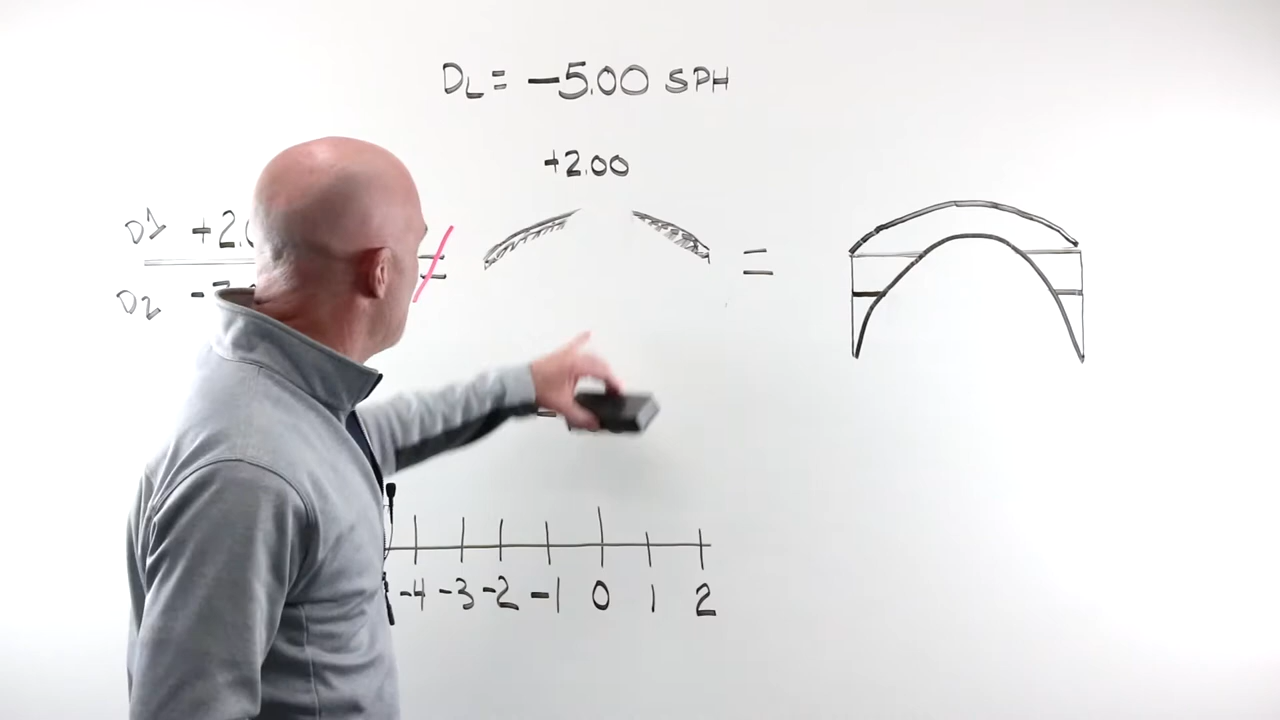 DL = -5.00 SPH
+2.00
D1 +2.
D2 -
=
-4 -3 -2 -1 0 1 2